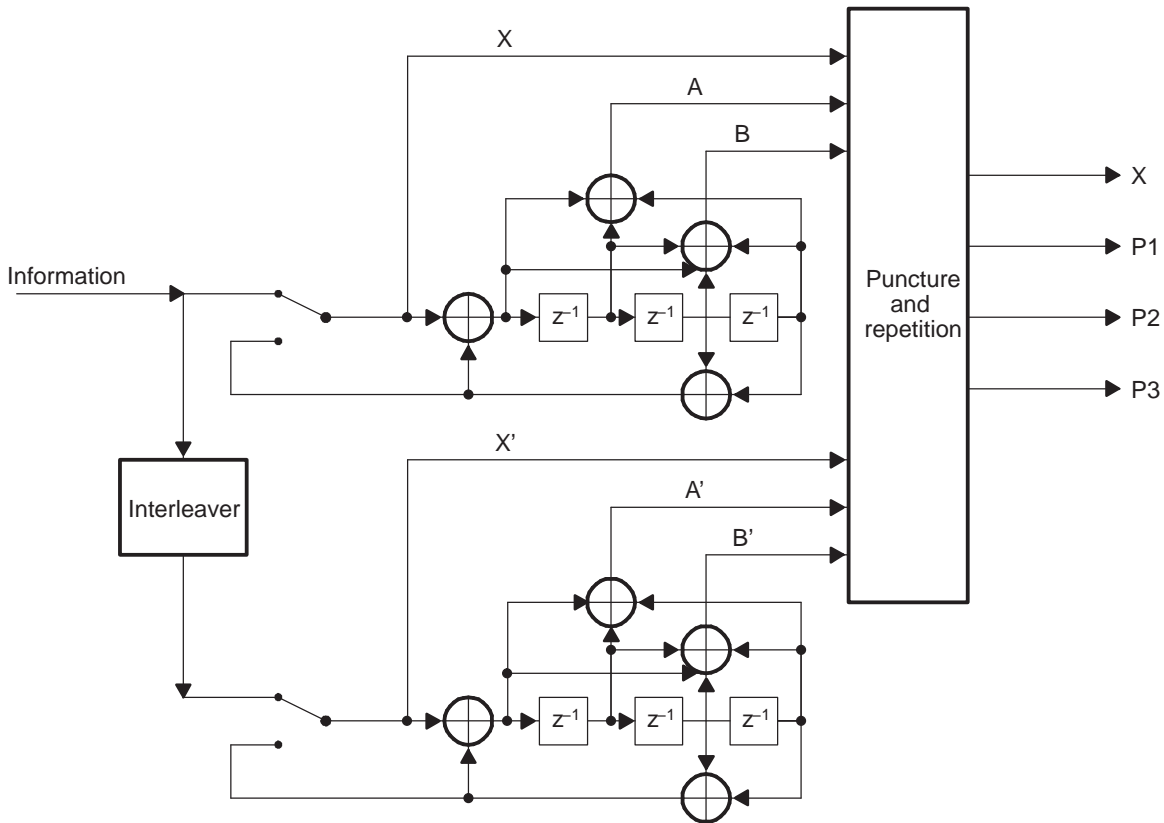 X
A
B
X
P1
Information
Puncture
and
repetition
z⁻¹ z⁻¹ z⁻¹
P2
P3
X’
Interleaver
A’
B’
z⁻¹ z⁻¹ z⁻¹